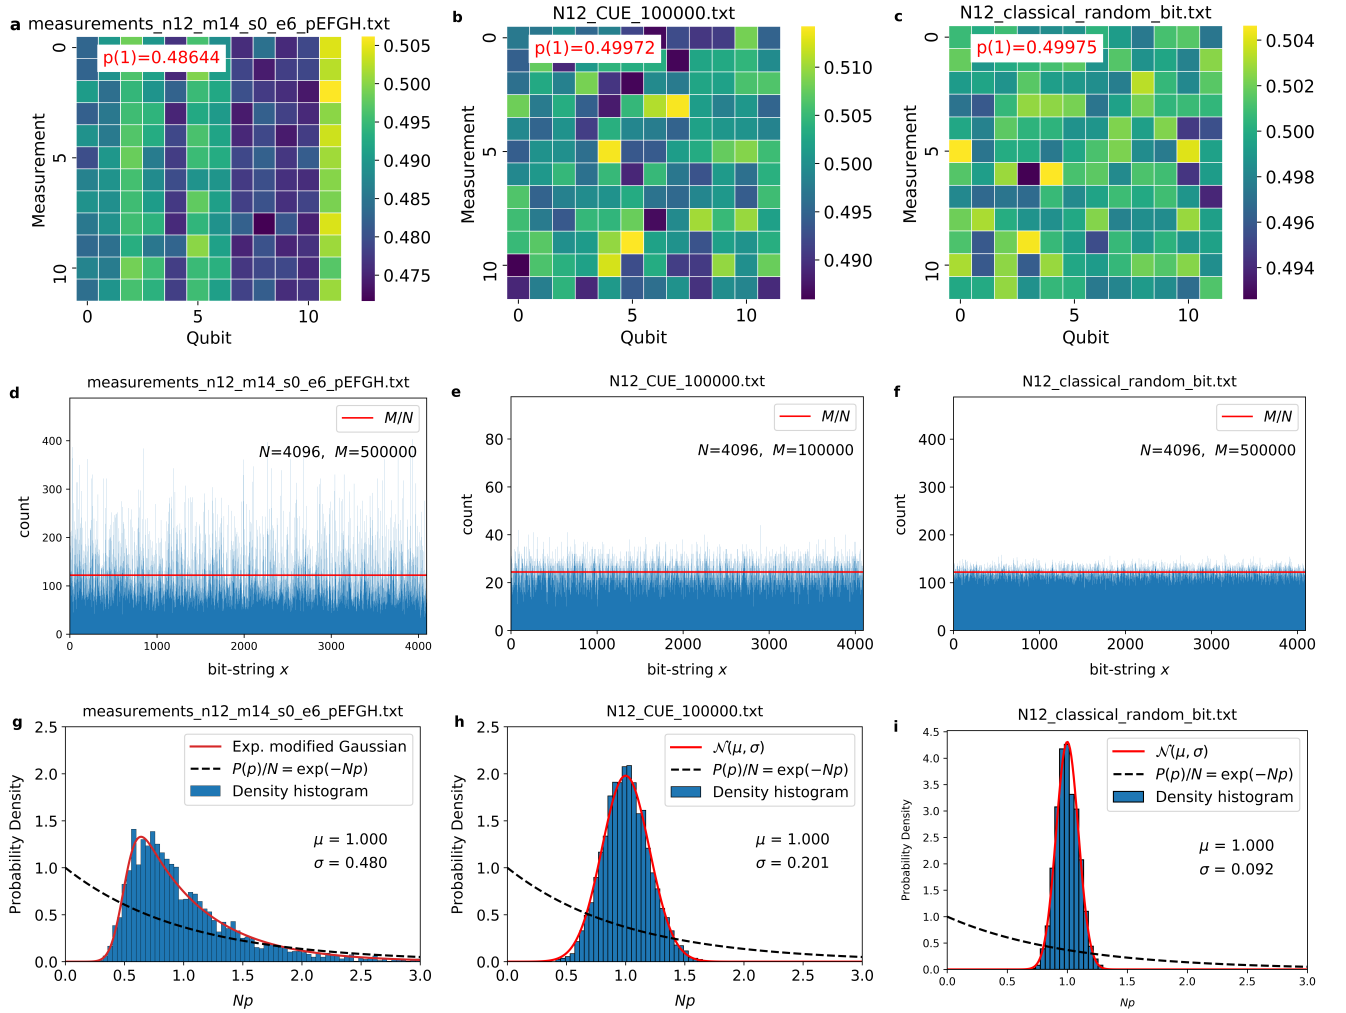 a measurements_n12_m14_s0_e6_pEFGH.txt
p(1)=0.48644
Measurement
0
5
10
0 5 10
Qubit
0.505
0.500
0.495
0.490
0.485
0.480
0.475
b N12_CUE_100000.txt
p(1)=0.49972
Measurement
0
5
10
0 5 10
Qubit
0.510
0.505
0.500
0.495
0.490
c N12_classical_random_bit.txt
p(1)=0.49975
Measurement
0
5
10
0 5 10
Qubit
0.504
0.502
0.500
0.498
0.496
0.494
d measurements_n12_m14_s0_e6_pEFGH.txt
M/N
N=4096, M=500000
count
400
300
200
100
0
0 1000 2000 3000 4000
bit-string x
e N12_CUE_100000.txt
M/N
N=4096, M=100000
count
80
60
40
20
0
0 1000 2000 3000 4000
bit-string x
f N12_classical_random_bit.txt
M/N
N=4096, M=500000
count
400
300
200
100
0
0 1000 2000 3000 4000
bit-string x
g measurements_n12_m14_s0_e6_pEFGH.txt
Exp. modified Gaussian
P(p)/N = exp(−Np)
Density histogram
μ = 1.000
σ = 0.480
Probability Density
2.5
2.0
1.5
1.0
0.5
0.0
0.0 0.5 1.0 1.5 2.0 2.5 3.0
Np
h N12_CUE_100000.txt
𝒩(μ, σ)
P(p)/N = exp(−Np)
Density histogram
μ = 1.000
σ = 0.201
Probability Density
2.5
2.0
1.5
1.0
0.5
0.0
0.0 0.5 1.0 1.5 2.0 2.5 3.0
Np
i N12_classical_random_bit.txt
𝒩(μ, σ)
P(p)/N = exp(−Np)
Density histogram
μ = 1.000
σ = 0.092
Probability Density
4.5
4.0
3.5
3.0
2.5
2.0
1.5
1.0
0.5
0.0
0.0 0.5 1.0 1.5 2.0 2.5 3.0
Np